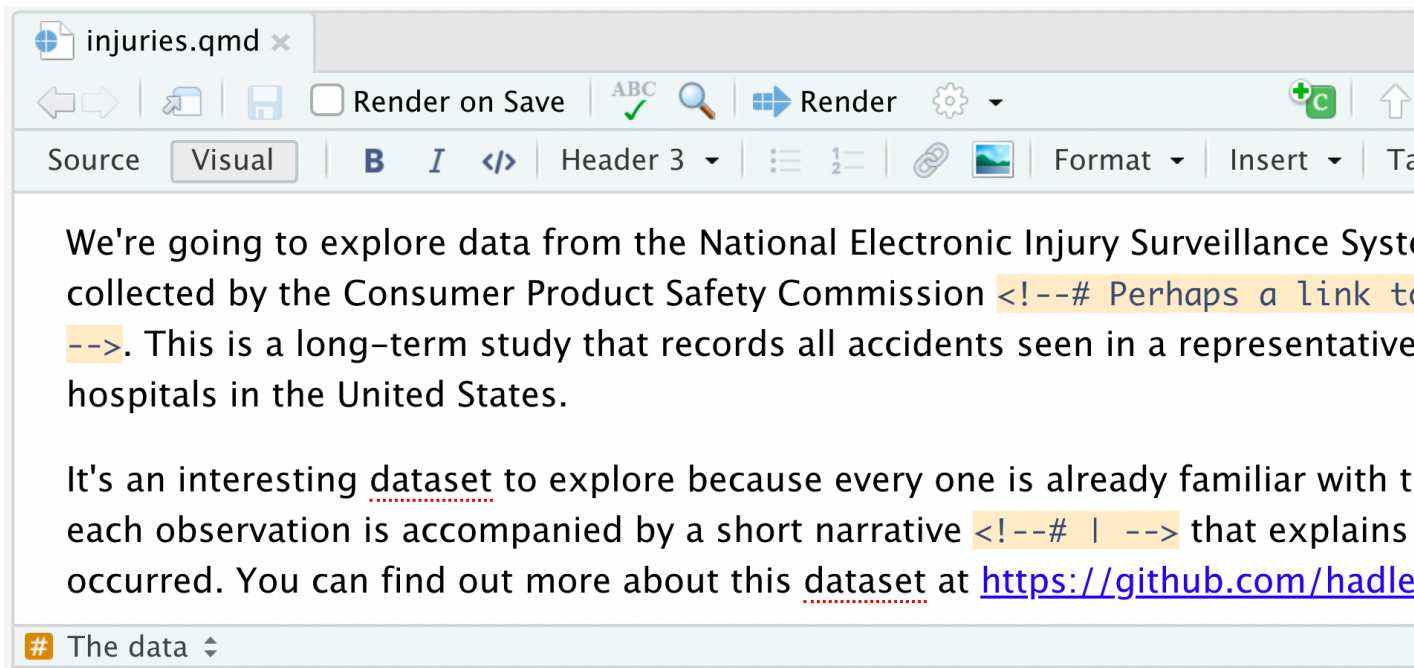 injuries.qmd
Render on Save ABC Render C
Source Visual B I </> Header 3 Format Insert
We're going to explore data from the National Electronic Injury Surveillance
collected by the Consumer Product Safety Commission <!--# Perhaps a link
-->. This is a long-term study that records all accidents seen in a representative
hospitals in the United States.
It's an interesting dataset to explore because every one is already familiar with
each observation is accompanied by a short narrative <!--# | --> that explains
occurred. You can find out more about this dataset at https://github.com/hadle
# The data